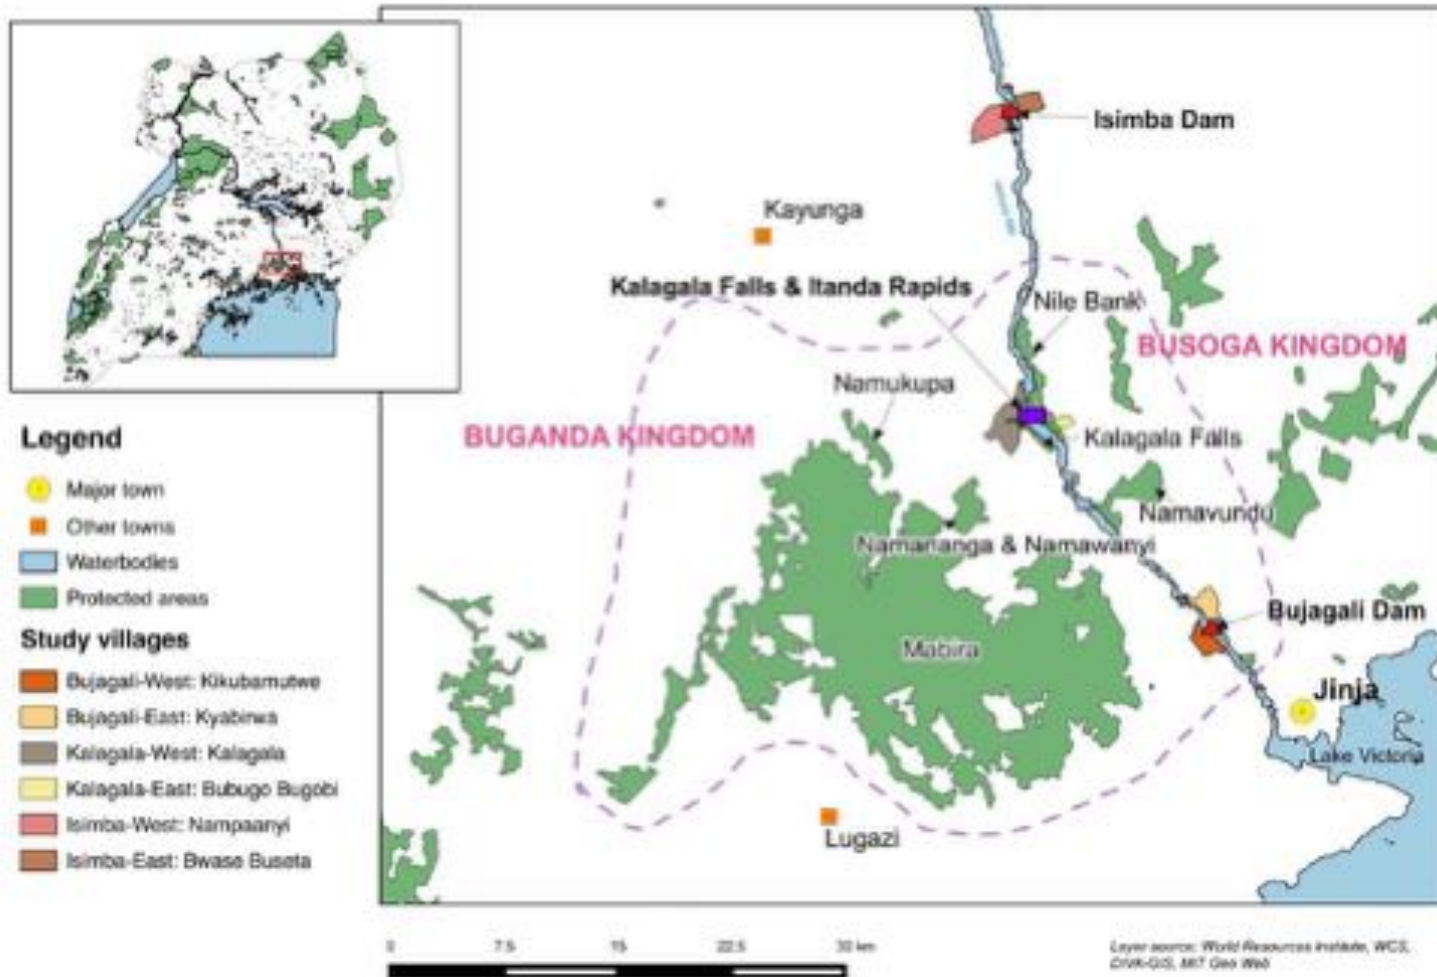 Isimba Dam
Kayunga
Kalagala Falls & Itanda Rapids
Nile Bank
BUSOGA KINGDOM
Namukupa
BUGANDA KINGDOM
Kalagala Falls
Namavundu
Namananga & Namawanyi
Bujagali Dam
Mabira
Jinja
Lake Victoria
Lugazi
Legend
Major town
Other towns
Waterbodies
Protected areas
Study villages
Bujagali-West: Kikubamutwe
Bujagali-East: Kyabirwa
Kalagala-West: Kalagala
Kalagala-East: Bubugo Bugobi
Isimba-West: Nampaanyi
Isimba-East: Bwase Buseta
0 7.5 15 22.5 30 km
Layer source: World Resources Institute, WCS,
DIVA-GIS, MIT Geo Web